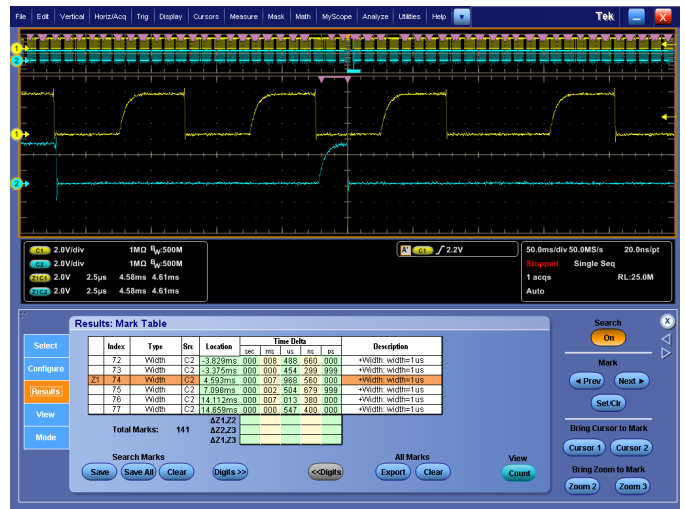 File Edit Vertical Horiz/Acq Trig Display Cursors Measure Mask Math MyScope Analyze Utilities Help Tek X
1
2
1
2
C1 2.0V/div 1MΩ BW:500M
C2 2.0V/div 1MΩ BW:500M
Z1C1 2.0V 2.5µs 4.58ms 4.61ms
Z1C2 2.0V 2.5µs 4.58ms 4.61ms
A' C1 2.2V
50.0ms/div 50.0MS/s 20.0ns/pt
Stopped Single Seq
1 acqs RL:25.0M
Auto
Results: Mark Table
Select
Configure
Results
View
Mode
Index Type Src Location Time Delta Description
sec ms us ns ps
72 Width C2 -3.829ms 000 008 488 660 000 +Width: width=1us
73 Width C2 -3.375ms 000 000 454 299 999 +Width: width=1us
Z1 74 Width C2 4.593ms 000 007 968 560 000 +Width: width=1us
75 Width C2 7.098ms 000 002 504 679 999 +Width: width=1us
76 Width C2 14.112ms 000 007 013 380 000 +Width: width=1us
77 Width C2 14.659ms 000 000 547 400 000 +Width: width=1us
Total Marks: 141
ΔZ1,Z2
ΔZ2,Z3
ΔZ1,Z3
Search Marks
Save Save All Clear
Digits >>
<<Digits
All Marks
Export Clear
View
Count
Search
On
X
Mark
◄ Prev Next ►
Set/Clr
Bring Cursor to Mark
Cursor 1 Cursor 2
Bring Zoom to Mark
Zoom 2 Zoom 3